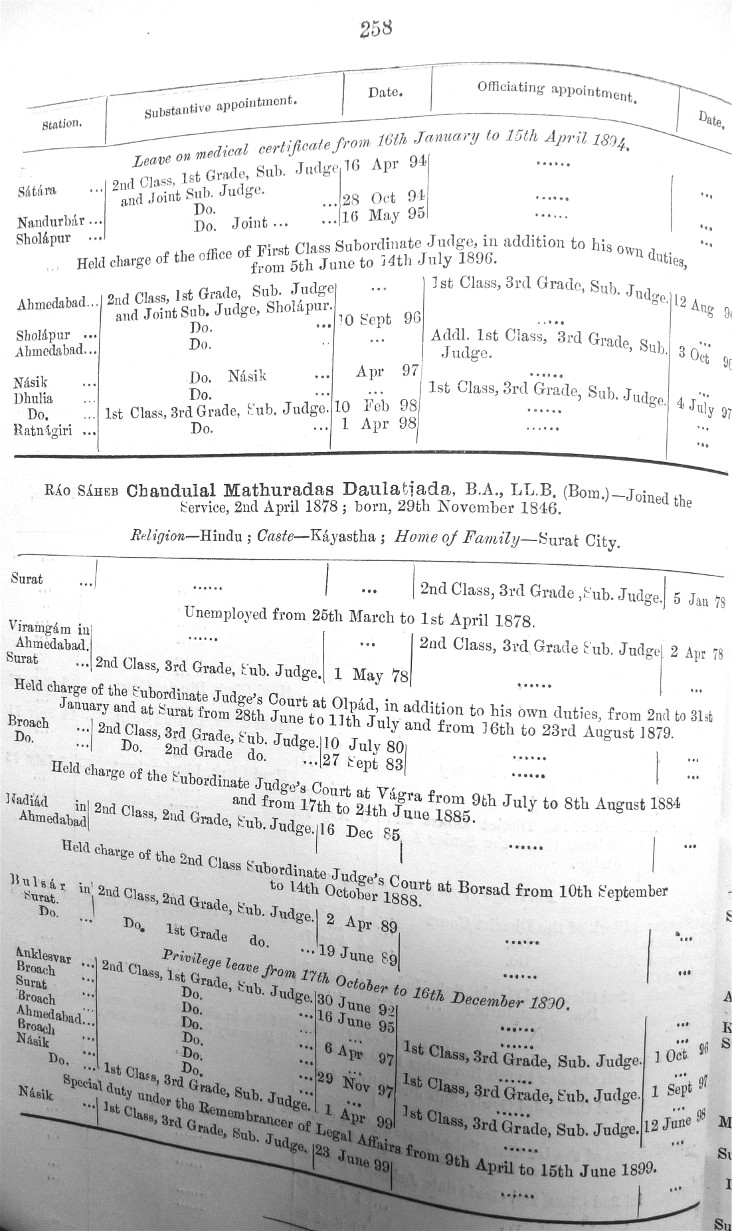 258
Station. Substantive appointment. Date. Officiating appointment. Date.
Leave on medical certificate from 16th January to 15th April 1894.
Sátára ... 2nd Class, 1st Grade, Sub. Judge 16 Apr 94 ...... ...
and Joint Sub. Judge.
Nandurbár ... Do. ... 28 Oct 94 ...... ...
Sholápur ... Do. Joint ... ... 16 May 95 ...... ...
Held charge of the office of First Class Subordinate Judge, in addition to his own duties,
from 5th June to 14th July 1896.
Ahmedabad... 2nd Class, 1st Grade, Sub. Judge ... 1st Class, 3rd Grade, Sub. Judge. 12 Aug
and Joint Sub. Judge, Sholápur.
Sholápur ... Do. ... 10 Sept 96 ...... ...
Ahmedabad... Do. ... Addl. 1st Class, 3rd Grade, Sub. 3 Oct
Judge.
Násik ... Do. Násik ... Apr 97 ...... ...
Dhulia ... Do. ... ... 1st Class, 3rd Grade, Sub. Judge. 4 July 97
Do. ... 1st Class, 3rd Grade, Sub. Judge. 10 Feb 98 ...... ...
Ratnágiri ... Do. ... 1 Apr 98 ...... ...
RÁO SÁHEB Chandulal Mathuradas Daulatjada, B.A., LL.B. (Bom.)—Joined the
Service, 2nd April 1878; born, 29th November 1846.
Religion—Hindu; Caste—Káyastha; Home of Family—Surat City.
Surat ... ...... ... 2nd Class, 3rd Grade, Sub. Judge. 5 Jan 78
Unemployed from 25th March to 1st April 1878.
Viramgám in ...... ... 2nd Class, 3rd Grade Sub. Judge 2 Apr 78
Ahmedabad.
Surat ... 2nd Class, 3rd Grade, Sub. Judge. 1 May 78 ...... ...
Held charge of the Subordinate Judge's Court at Olpád, in addition to his own duties, from 2nd to 31st
January and at Surat from 28th June to 11th July and from 16th to 23rd August 1879.
Broach ... 2nd Class, 3rd Grade, Sub. Judge. 10 July 80 ...... ...
Do. ... Do. 2nd Grade do. ... 27 Sept 83 ...... ...
Held charge of the Subordinate Judge's Court at Vágra from 9th July to 8th August 1884
and from 17th to 24th June 1885.
Nadiád in 2nd Class, 2nd Grade, Sub. Judge. 16 Dec 85 ...... ...
Ahmedabad
Held charge of the 2nd Class Subordinate Judge's Court at Borsad from 10th September
to 14th October 1888.
Bulsár in 2nd Class, 2nd Grade, Sub. Judge. 2 Apr 89 ...... ...
Surat.
Do. ... Do. 1st Grade do. ... 19 June 89 ...... ...
Privilege leave from 17th October to 16th December 1890.
Anklesvar ... 2nd Class, 1st Grade, Sub. Judge. 30 June 92 ...... ...
Broach ... Do. ... 16 June 95 ...... ...
Surat ... Do. ... ... 1st Class, 3rd Grade, Sub. Judge. 1 Oct 96
Broach ... Do. ... 6 Apr 97 ...... ...
Ahmedabad... Do. ... ... 1st Class, 3rd Grade, Sub. Judge. 1 Sept 97
Broach ... Do. ... 29 Nov 97 ...... ...
Násik ... Do. ... ... 1st Class, 3rd Grade, Sub. Judge. 12 June 98
Do. ... 1st Class, 3rd Grade, Sub. Judge. 1 Apr 99 ...... ...
Special duty under the Remembrancer of Legal Affairs from 9th April to 15th June 1899.
Násik ... 1st Class, 3rd Grade, Sub. Judge. 23 June 99 ...... ...